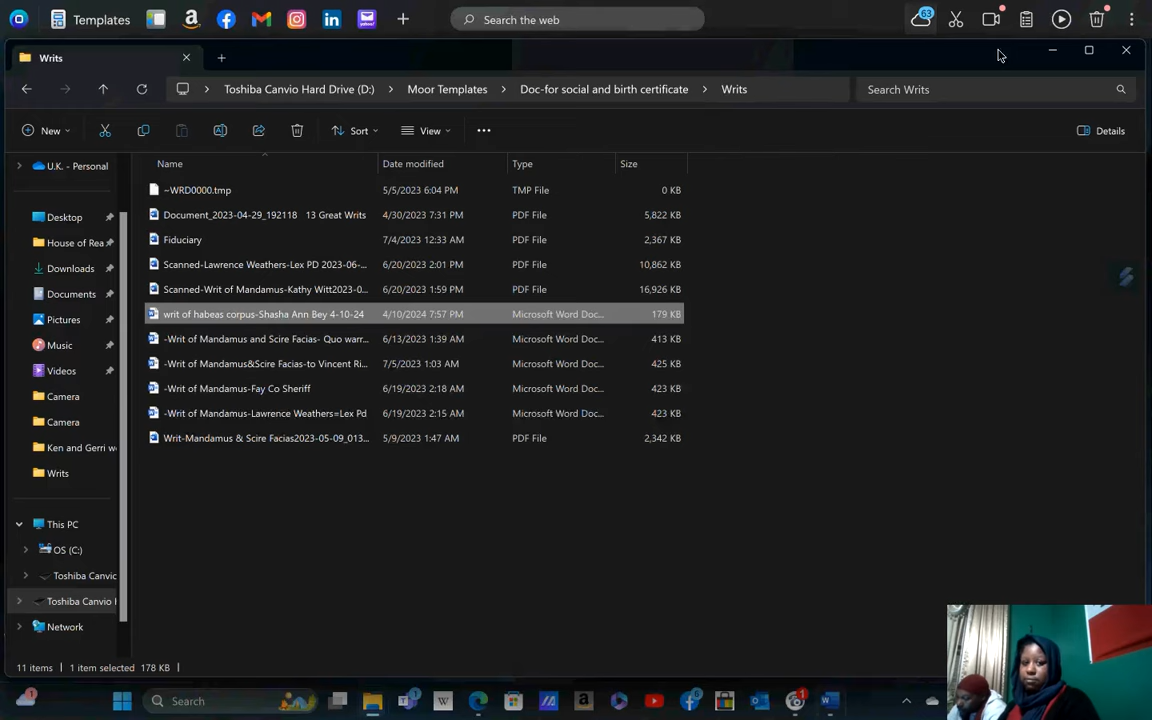 Templates Search the web 63
Writs
Toshiba Canvio Hard Drive (D:) Moor Templates Doc-for social and birth certificate Writs Search Writs
New Sort View Details
Name Date modified Type Size
U.K. - Personal
~WRD0000.tmp 5/5/2023 6:04 PM TMP File 0 KB
Desktop
Document_2023-04-29_192118 13 Great Writs 4/30/2023 7:31 PM PDF File 5,822 KB
House of Rea
Fiduciary 7/4/2023 12:33 AM PDF File 2,367 KB
Downloads
Scanned-Lawrence Weathers-Lex PD 2023-06-... 6/20/2023 2:01 PM PDF File 10,862 KB
Documents
Scanned-Writ of Mandamus-Kathy Witt2023-0... 6/20/2023 1:59 PM PDF File 16,926 KB
Pictures
writ of habeas corpus-Shasha Ann Bey 4-10-24 4/10/2024 7:57 PM Microsoft Word Doc... 179 KB
Music
-Writ of Mandamus and Scire Facias- Quo warr... 6/13/2023 1:39 AM Microsoft Word Doc... 413 KB
Videos
-Writ of Mandamus&Scire Facias-to Vincent Ri... 7/5/2023 1:03 AM Microsoft Word Doc... 425 KB
Camera
-Writ of Mandamus-Fay Co Sheriff 6/19/2023 2:18 AM Microsoft Word Doc... 423 KB
Camera
-Writ of Mandamus-Lawrence Weathers=Lex Pd 6/19/2023 2:15 AM Microsoft Word Doc... 423 KB
Ken and Gerri w
Writ-Mandamus & Scire Facias2023-05-09_013... 5/9/2023 1:47 AM PDF File 2,342 KB
Writs
This PC
OS (C:)
Toshiba Canvic
Toshiba Canvio
Network
11 items 1 item selected 178 KB
1 Search 1 W 6 1